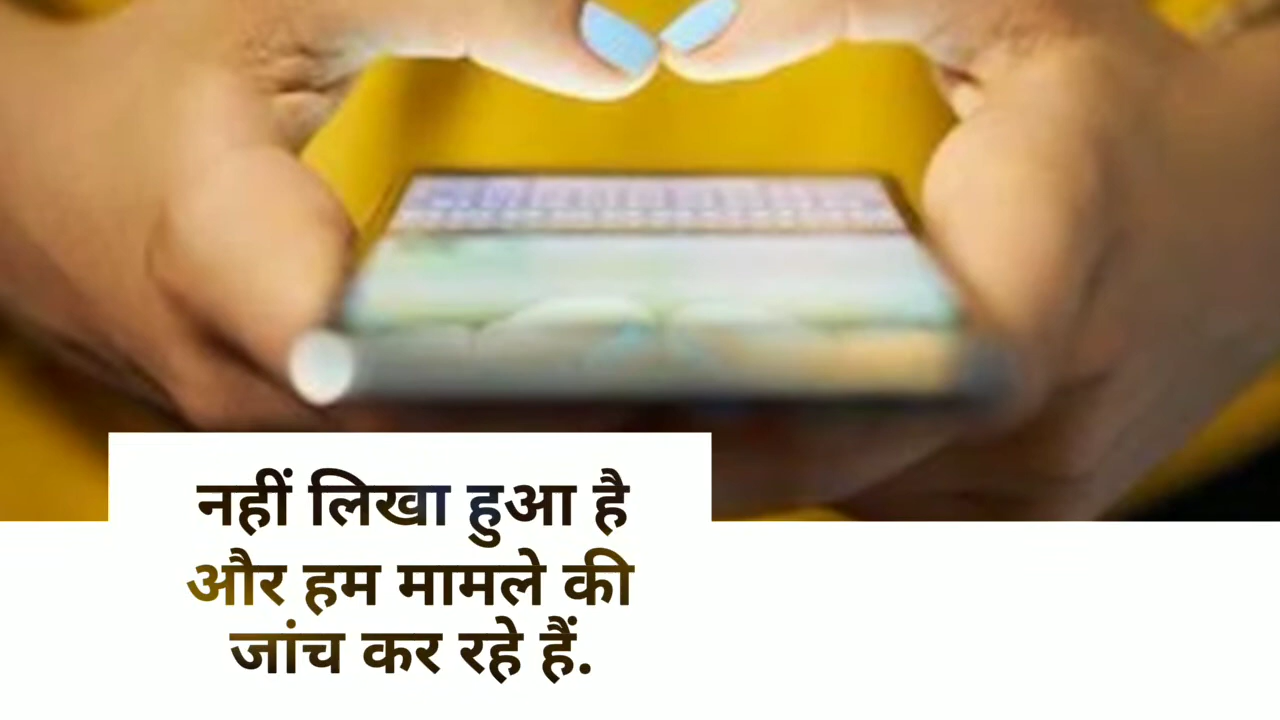 नहीं लिखा हुआ है
और हम मामले की
जांच कर रहे हैं.